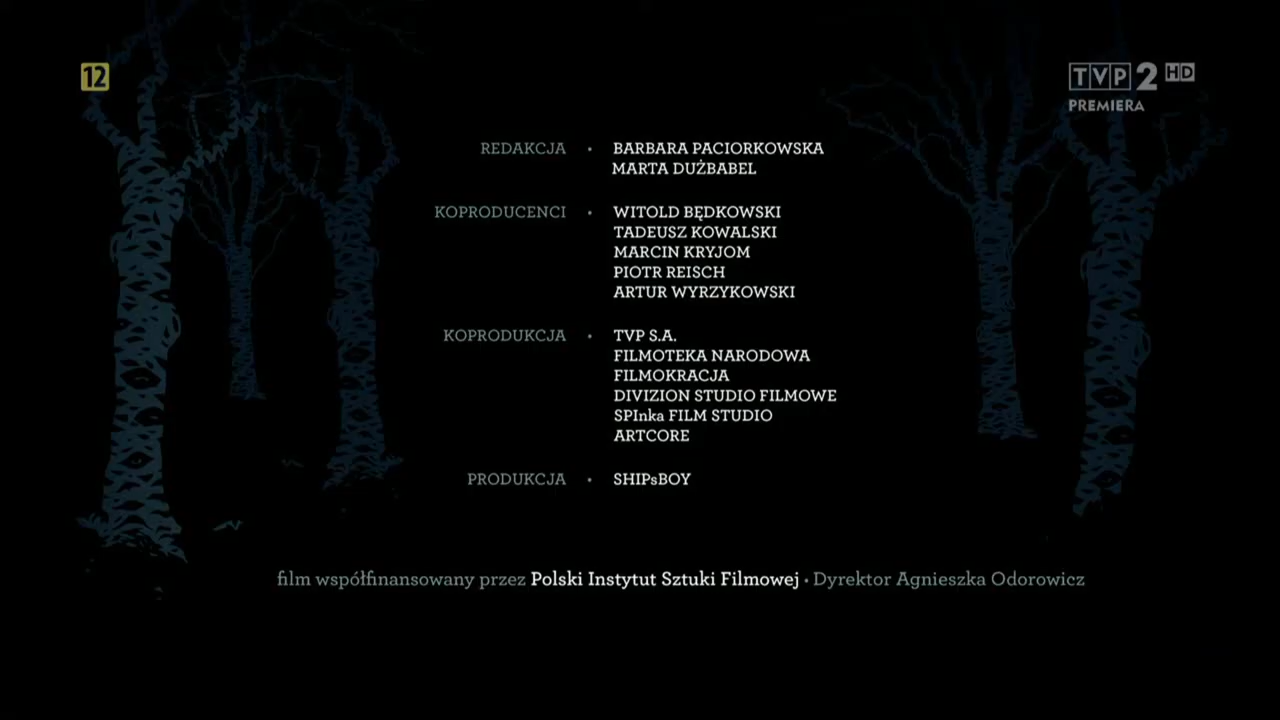 12
TVP 2 HD
PREMIERA
REDAKCJA • BARBARA PACIORKOWSKA
MARTA DUŻBABEL
KOPRODUCENCI • WITOLD BĘDKOWSKI
TADEUSZ KOWALSKI
MARCIN KRYJOM
PIOTR REISCH
ARTUR WYRZYKOWSKI
KOPRODUKCJA • TVP S.A.
FILMOTEKA NARODOWA
FILMOKRACJA
DIVIZION STUDIO FILMOWE
SPInka FILM STUDIO
ARTCORE
PRODUKCJA • SHIPsBOY
film współfinansowany przez Polski Instytut Sztuki Filmowej • Dyrektor Agnieszka Odorowicz